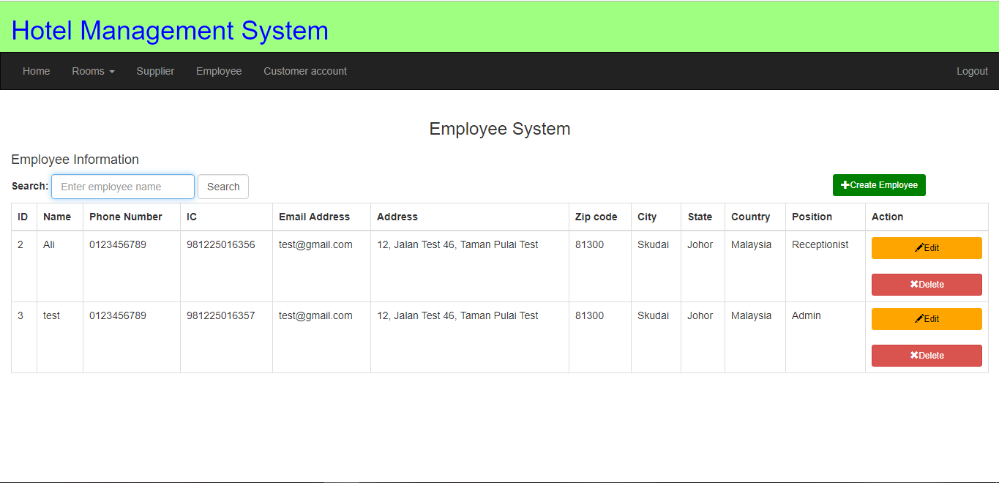 Hotel Management System
Home Rooms Supplier Employee Customer account Logout
Employee System
Employee Information
Search: Enter employee name Search Create Employee
ID Name Phone Number IC Email Address Address Zip code City State Country Position Action
2 Ali 0123456789 981225016356 test@gmail.com 12, Jalan Test 46, Taman Pulai Test 81300 Skudai Johor Malaysia Receptionist Edit
Delete
3 test 0123456789 981225016357 test@gmail.com 12, Jalan Test 46, Taman Pulai Test 81300 Skudai Johor Malaysia Admin Edit
Delete